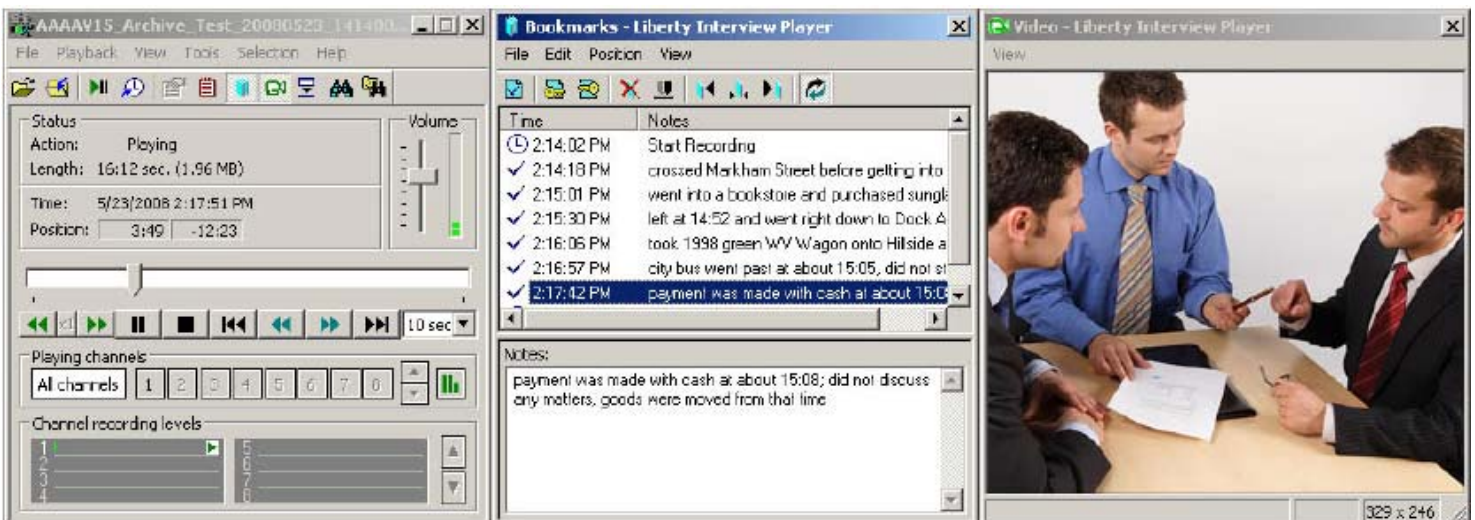 AAAAV15_Archive_Test_20080523_141400...
File Playback View Tools Selection Help
Status
Action: Playing
Length: 16:12 sec. (1.96 MB)
Time: 5/23/2008 2:17:51 PM
Position: 3:49 -12:23
Volume
x1
10 sec
Playing channels
All channels 1 2 3 4 5 6 7 8
Channel recording levels
1 5
2 6
3 7
4 8
Bookmarks - Liberty Interview Player
File Edit Position View
Time Notes
2:14:02 PM Start Recording
2:14:18 PM crossed Markham Street before getting into
2:15:01 PM went into a bookstore and purchased sungla
2:15:30 PM left at 14:52 and went right down to Dock A
2:16:06 PM took 1998 green WV Wagon onto Hillside a
2:16:57 PM city bus went past at about 15:05, did not st
2:17:42 PM payment was made with cash at about 15:0
Notes:
payment was made with cash at about 15:08; did not discuss
any matters, goods were moved from that time
Video - Liberty Interview Player
View
329 x 246